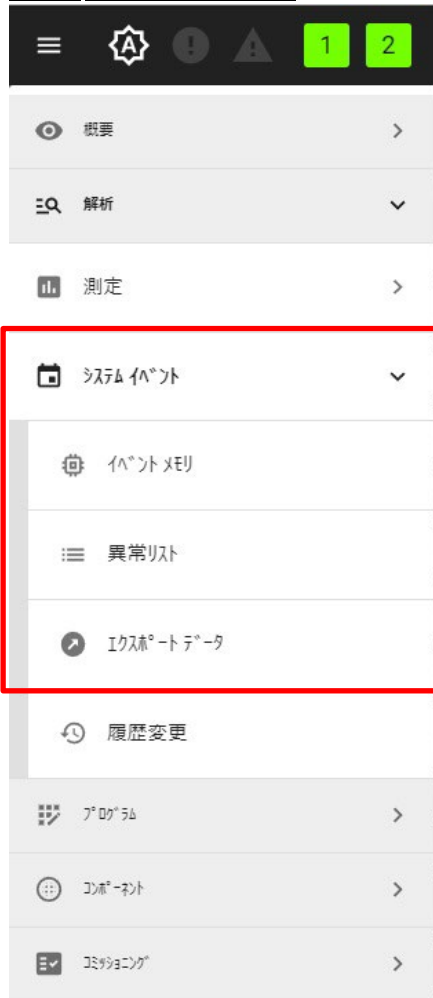 A
!
!
1
2
概要
解析
測定
ｼｽﾃﾑ ｲﾍﾞﾝﾄ
ｲﾍﾞﾝﾄ ﾒﾓﾘ
異常ﾘｽﾄ
ｴｸｽﾎﾟｰﾄ ﾃﾞｰﾀ
履歴変更
ﾌﾟﾛｸﾞﾗﾑ
ｺﾝﾎﾟｰﾈﾝﾄ
ｺﾐｯｼｮﾆﾝｸﾞ